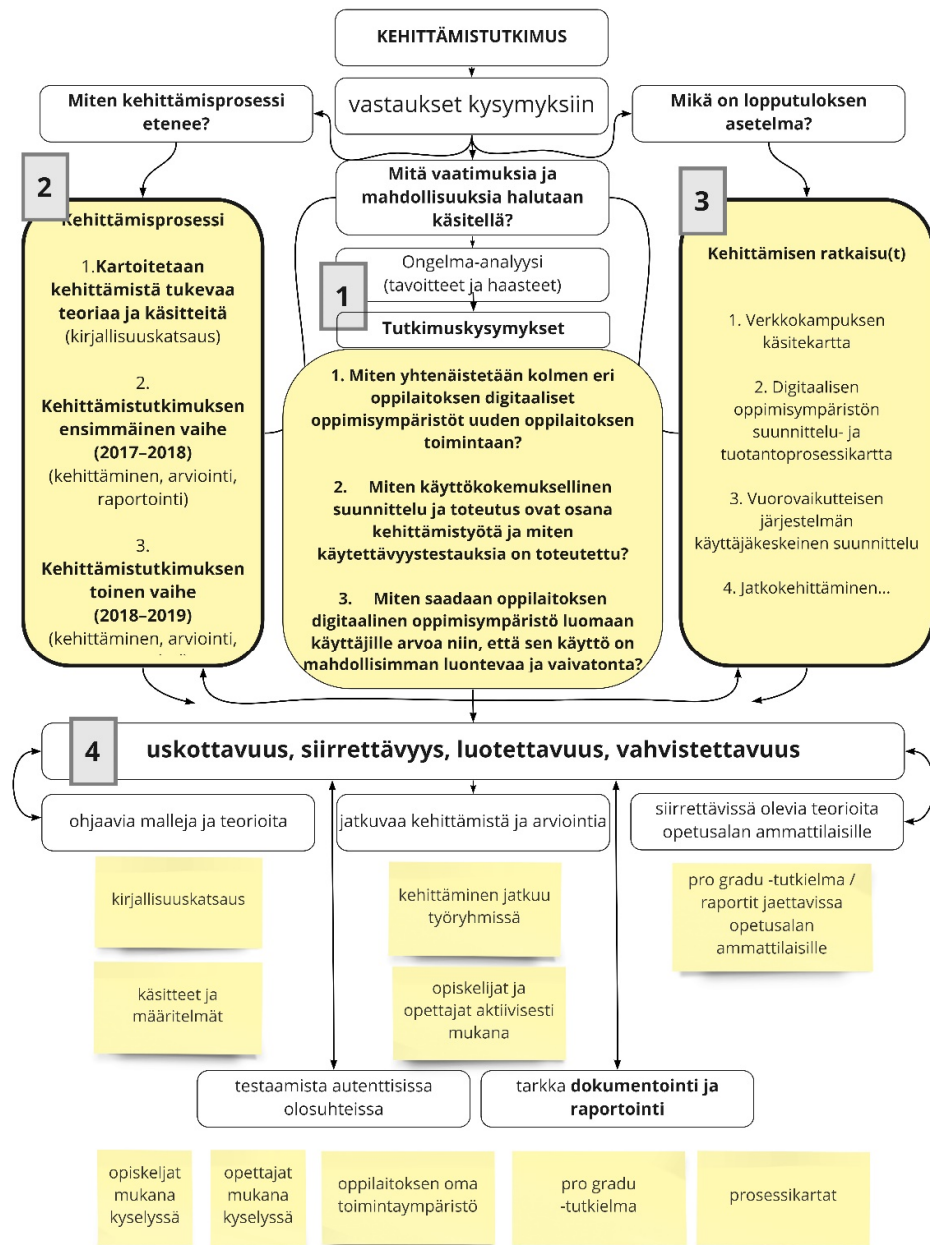 KEHITTÄMISTUTKIMUS
vastaukset kysymyksiin
Miten kehittämisprosessi
etenee?
Mikä on lopputuloksen
asetelma?
Mitä vaatimuksia ja
mahdollisuuksia halutaan
käsitellä?
Ongelma-analyysi
(tavoitteet ja haasteet)
1
Tutkimuskysymykset
1. Miten yhtenäistetään kolmen eri
oppilaitoksen digitaaliset
oppimisympäristöt uuden oppilaitoksen
toimintaan?
2. Miten käyttökokemuksellinen
suunnittelu ja toteutus ovat osana
kehittämistyötä ja miten
käytettävyystestauksia on toteutettu?
3. Miten saadaan oppilaitoksen
digitaalinen oppimisympäristö luomaan
käyttäjille arvoa niin, että sen käyttö on
mahdollisimman luontevaa ja vaivatonta?
2
Kehittämisprosessi
1.Kartoitetaan
kehittämistä tukevaa
teoriaa ja käsitteitä
(kirjallisuuskatsaus)
2.
Kehittämistutkimuksen
ensimmäinen vaihe
(2017–2018)
(kehittäminen, arviointi,
raportointi)
3.
Kehittämistutkimuksen
toinen vaihe
(2018–2019)
(kehittäminen, arviointi,
3
Kehittämisen ratkaisu(t)
1. Verkkokampuksen
käsitekartta
2. Digitaalisen
oppimisympäristön
suunnittelu- ja
tuotantoprosessikartta
3. Vuorovaikutteisen
järjestelmän
käyttäjäkeskeinen suunnittelu
4. Jatkokehittäminen...
4
uskottavuus, siirrettävyys, luotettavuus, vahvistettavuus
ohjaavia malleja ja teorioita
jatkuvaa kehittämistä ja arviointia
siirrettävissä olevia teorioita
opetusalan ammattilaisille
kirjallisuuskatsaus
käsitteet ja
määritelmät
kehittäminen jatkuu
työryhmissä
opiskelijat ja
opettajat aktiivisesti
mukana
pro gradu -tutkielma /
raportit jaettavissa
opetusalan
ammattilaisille
testaamista autenttisissa
olosuhteissa
tarkka dokumentointi ja
raportointi
opiskeljat
mukana
kyselyssä
opettajat
mukana
kyselyssä
oppilaitoksen oma
toimintaympäristö
pro gradu
-tutkielma
prosessikartat